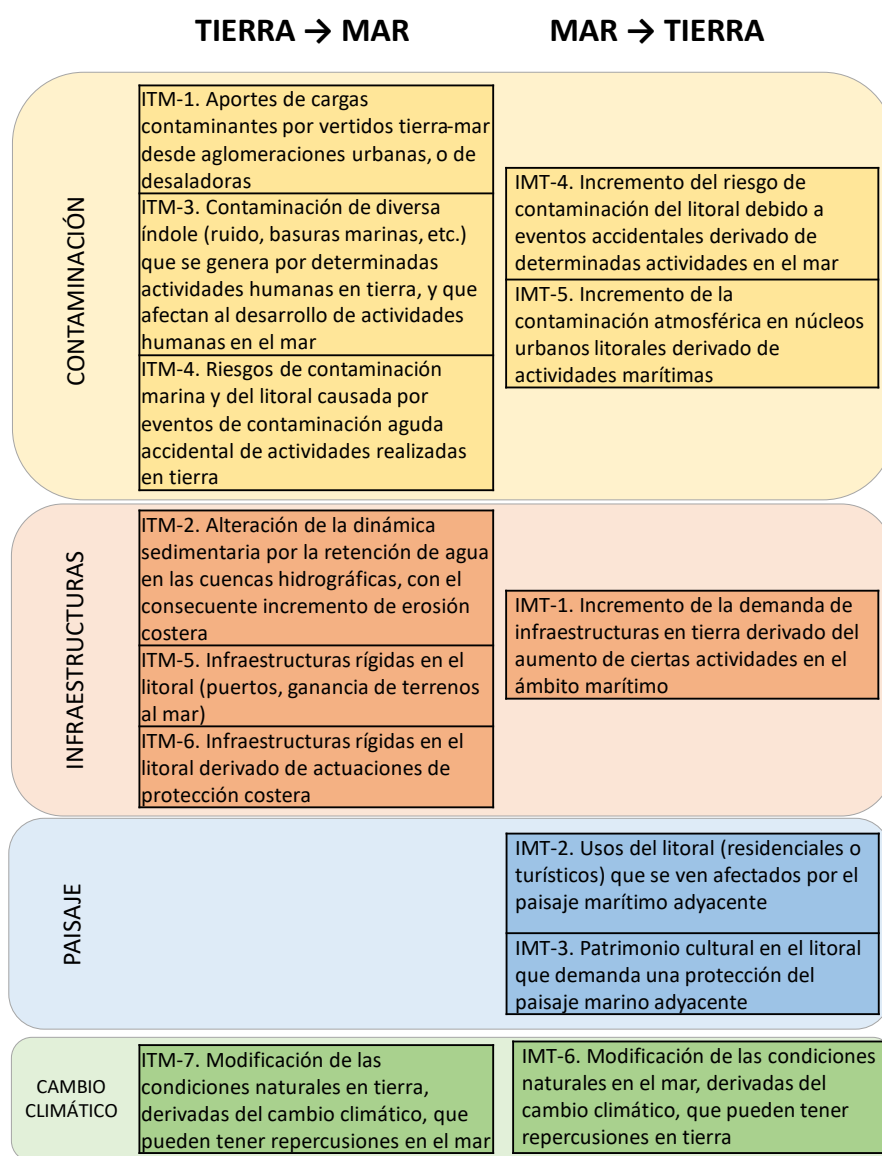 TIERRA → MAR
MAR → TIERRA
CONTAMINACIÓN
ITM-1. Aportes de cargas
contaminantes por vertidos tierra-mar
desde aglomeraciones urbanas, o de
desaladoras
ITM-3. Contaminación de diversa
índole (ruido, basuras marinas, etc.)
que se genera por determinadas
actividades humanas en tierra, y que
afectan al desarrollo de actividades
humanas en el mar
ITM-4. Riesgos de contaminación
marina y del litoral causada por
eventos de contaminación aguda
accidental de actividades realizadas
en tierra
IMT-4. Incremento del riesgo de
contaminación del litoral debido a
eventos accidentales derivado de
determinadas actividades en el mar
IMT-5. Incremento de la
contaminación atmosférica en núcleos
urbanos litorales derivado de
actividades marítimas
INFRAESTRUCTURAS
ITM-2. Alteración de la dinámica
sedimentaria por la retención de agua
en las cuencas hidrográficas, con el
consecuente incremento de erosión
costera
ITM-5. Infraestructuras rígidas en el
litoral (puertos, ganancia de terrenos
al mar)
ITM-6. Infraestructuras rígidas en el
litoral derivado de actuaciones de
protección costera
IMT-1. Incremento de la demanda de
infraestructuras en tierra derivado del
aumento de ciertas actividades en el
ámbito marítimo
PAISAJE
IMT-2. Usos del litoral (residenciales o
turísticos) que se ven afectados por el
paisaje marítimo adyacente
IMT-3. Patrimonio cultural en el litoral
que demanda una protección del
paisaje marino adyacente
CAMBIO
CLIMÁTICO
ITM-7. Modificación de las
condiciones naturales en tierra,
derivadas del cambio climático, que
pueden tener repercusiones en el mar
IMT-6. Modificación de las condiciones
naturales en el mar, derivadas del
cambio climático, que pueden tener
repercusiones en tierra